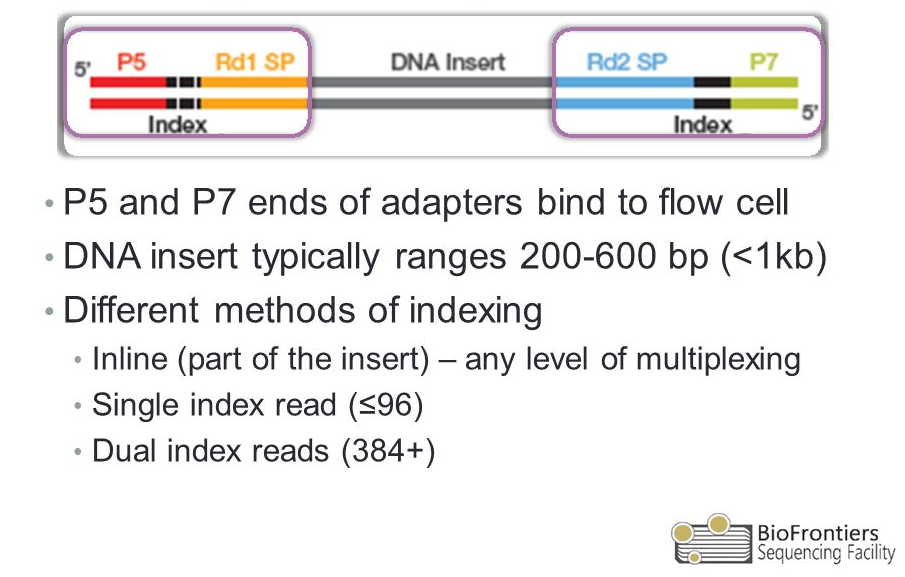 5' P5 Rd1 SP DNA Insert Rd2 SP P7
5'
Index Index
• P5 and P7 ends of adapters bind to flow cell
• DNA insert typically ranges 200-600 bp (<1kb)
• Different methods of indexing
• Inline (part of the insert) – any level of multiplexing
• Single index read (≤96)
• Dual index reads (384+)
BioFrontiers
Sequencing Facility